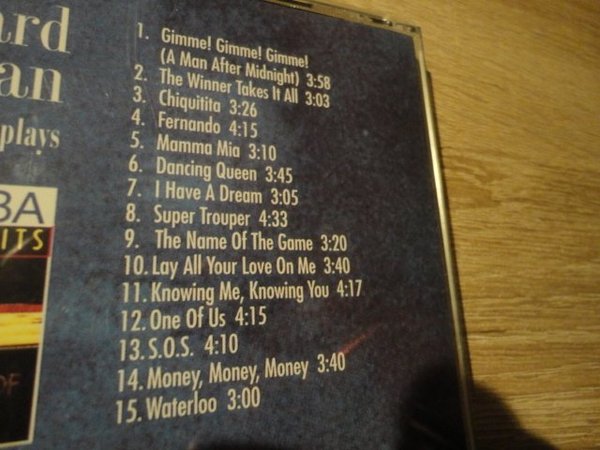 ard
an
plays
BA
ITS
OF
1. Gimme! Gimme! Gimme!
(A Man After Midnight) 3:58
2. The Winner Takes It All 3:03
3. Chiquitita 3:26
4. Fernando 4:15
5. Mamma Mia 3:10
6. Dancing Queen 3:45
7. I Have A Dream 3:05
8. Super Trouper 4:33
9. The Name Of The Game 3:20
10. Lay All Your Love On Me 3:40
11. Knowing Me, Knowing You 4:17
12. One Of Us 4:15
13. S.O.S. 4:10
14. Money, Money, Money 3:40
15. Waterloo 3:00